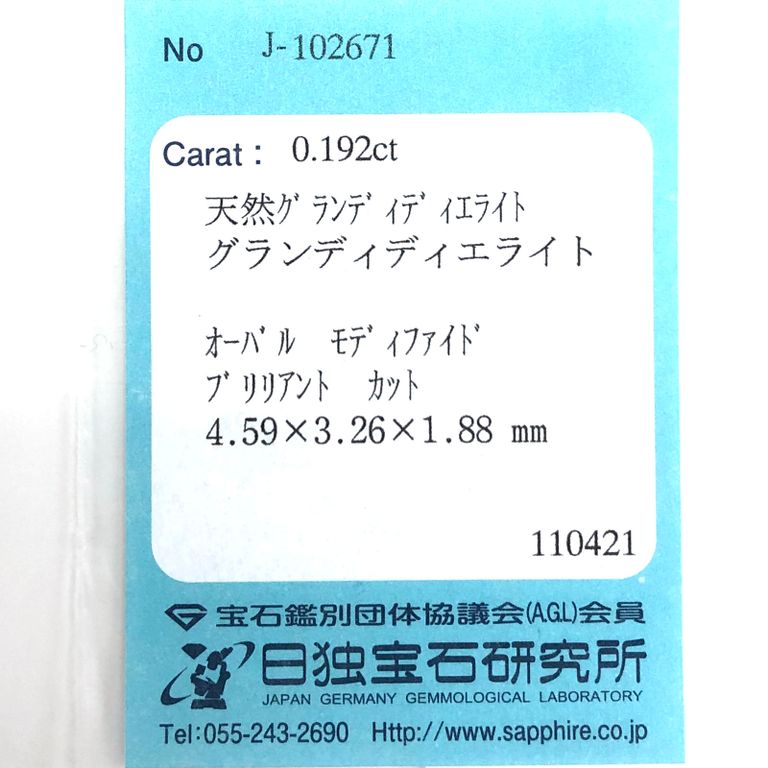 No J-102671
Carat : 0.192ct
天然ｸﾞﾗﾝﾃﾞｨﾃﾞｨｴﾗｲﾄ
グランディディエライト
ｵｰﾊﾞﾙ ﾓﾃﾞｨﾌｧｲﾄﾞ
ﾌﾞﾘﾘｱﾝﾄ ｶｯﾄ
4.59×3.26×1.88 mm
110421
宝石鑑別団体協議会(A.G.L)会員
日独宝石研究所
JAPAN GERMANY GEMMOLOGICAL LABORATORY
Tel:055-243-2690 Http://www.sapphire.co.jp